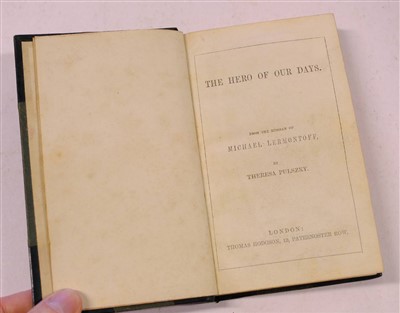 THE HERO OF OUR DAYS.
FROM THE RUSSIAN OF
MICHAEL LERMONTOFF,
BY
THERESA PULSZKY.
LONDON:
THOMAS HODGSON, 13, PATERNOSTER ROW.